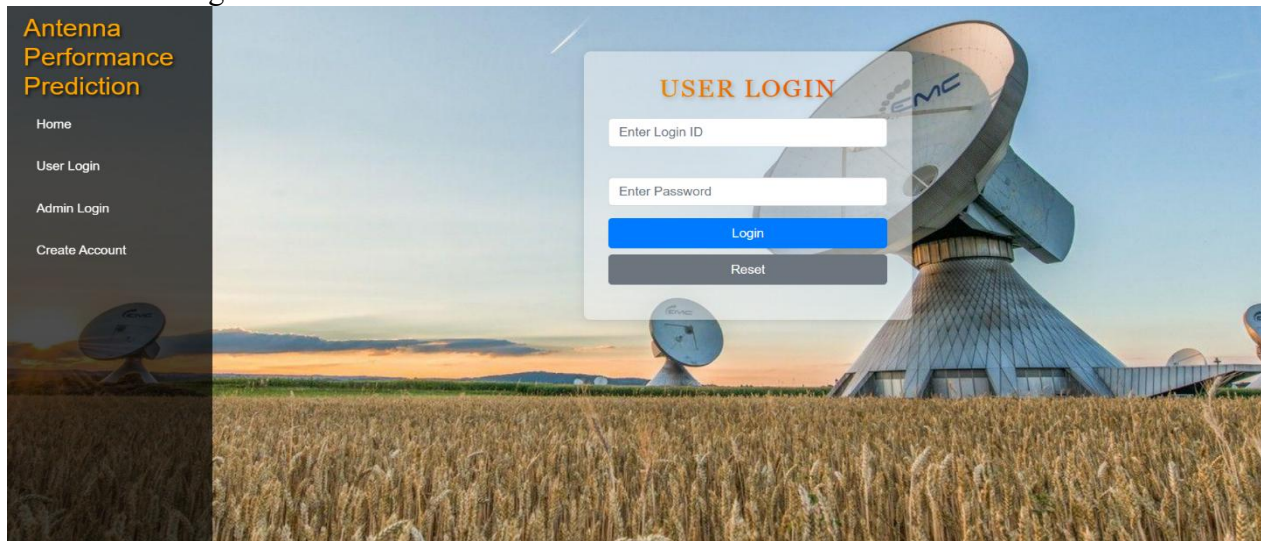 Antenna
Performance
Prediction
Home
User Login
Admin Login
Create Account
USER LOGIN
Enter Login ID
Enter Password
Login
Reset
EMC
EMC